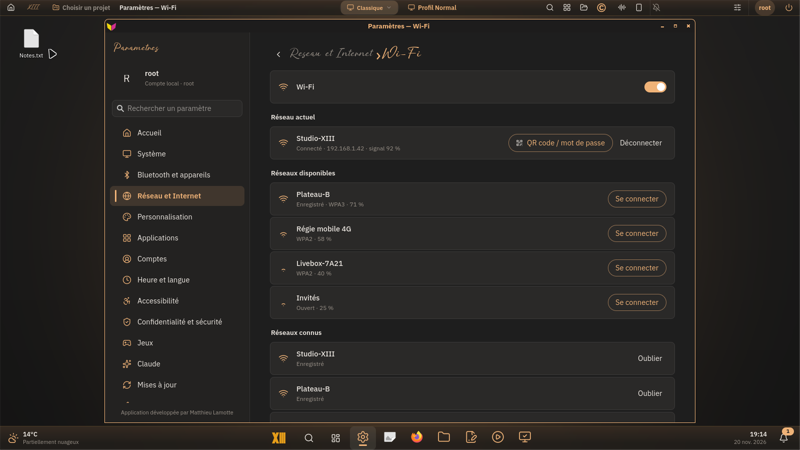 Choisir un projet
Paramètres — Wi-Fi
Classique
Profil Normal
root
Notes.txt
Paramètres — Wi-Fi
Paramètres
R
root
Compte local · root
Rechercher un paramètre
Accueil
Système
Bluetooth et appareils
Réseau et Internet
Personnalisation
Applications
Comptes
Heure et langue
Accessibilité
Confidentialité et sécurité
Jeux
Claude
Mises à jour
Application développée par Matthieu Lamotte
Réseau et Internet › Wi-Fi
Wi-Fi
Réseau actuel
Studio-XIII
Connecté · 192.168.1.42 · signal 92 %
QR code / mot de passe
Déconnecter
Réseaux disponibles
Plateau-B
Enregistré · WPA3 · 71 %
Se connecter
Régie mobile 4G
WPA2 · 58 %
Se connecter
Livebox-7A21
WPA2 · 40 %
Se connecter
Invités
Ouvert · 25 %
Se connecter
Réseaux connus
Studio-XIII
Enregistré
Oublier
Plateau-B
Enregistré
Oublier
14°C
Partiellement nuageux
XIII
19:14
20 nov. 2026
1